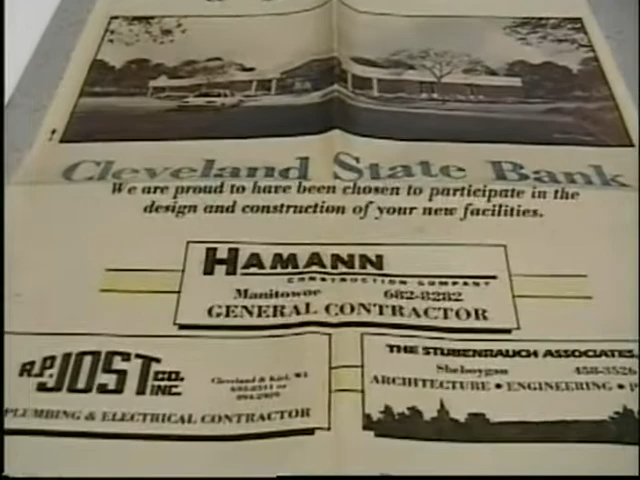 Cleveland State Bank
We are proud to have been chosen to participate in the
design and construction of your new facilities.
HAMANN
CONSTRUCTION COMPANY
Manitowoc 682-8282
GENERAL CONTRACTOR
R.P. JOST CO. INC.
Cleveland & Kiel, WI
PLUMBING & ELECTRICAL CONTRACTOR
THE STUBENRAUCH ASSOCIATES,
Sheboygan 458-3526
ARCHITECTURE • ENGINEERING •